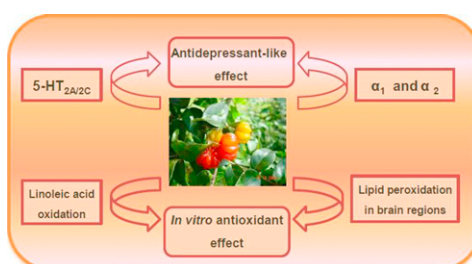 Antidepressant-like
effect
5-HT2A/2C
α1 and α2
Linoleic acid
oxidation
Lipid peroxidation
in brain regions
In vitro antioxidant
effect